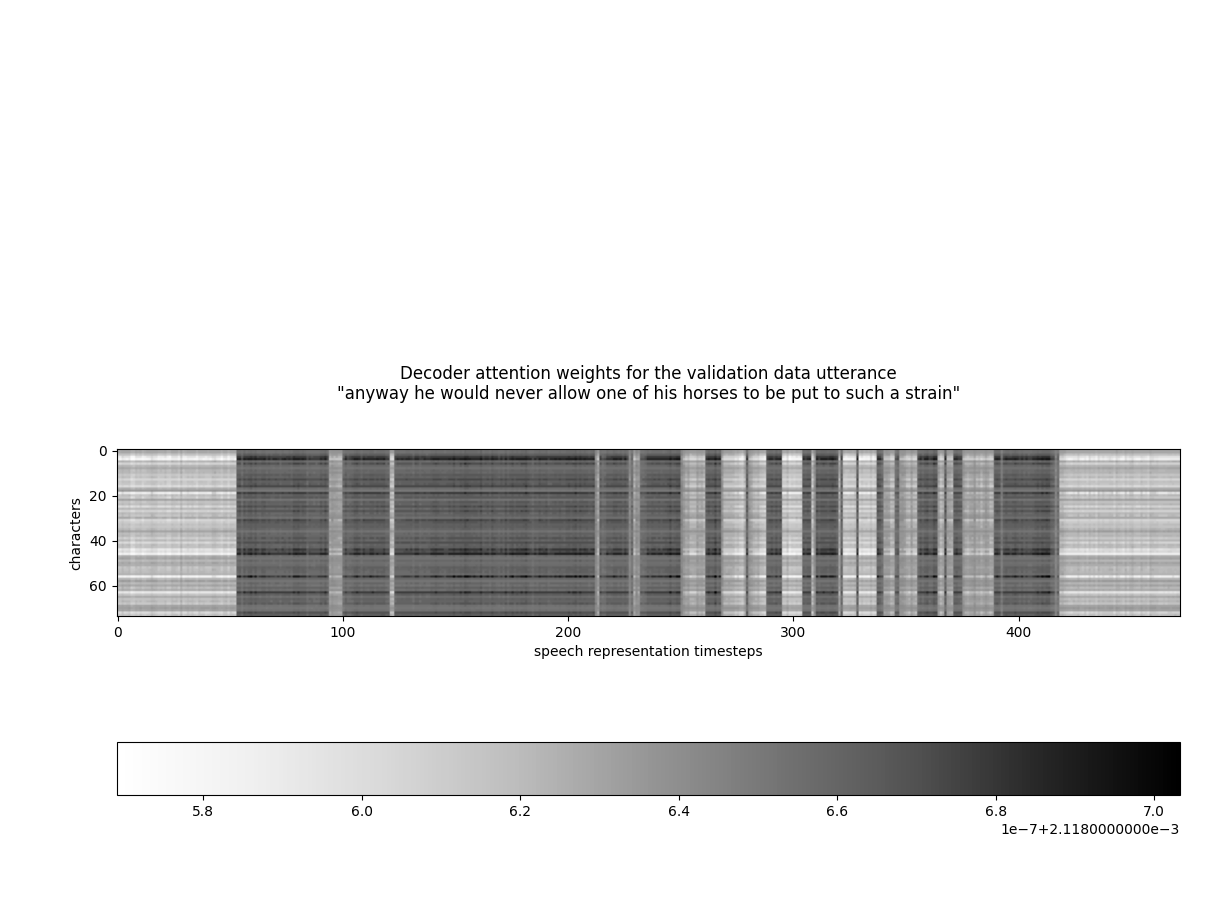 Decoder attention weights for the validation data utterance
"anyway he would never allow one of his horses to be put to such a strain"
0
20
40
60
characters
0 100 200 300 400
speech representation timesteps
5.8 6.0 6.2 6.4 6.6 6.8 7.0
1e−7+2.1180000000e−3